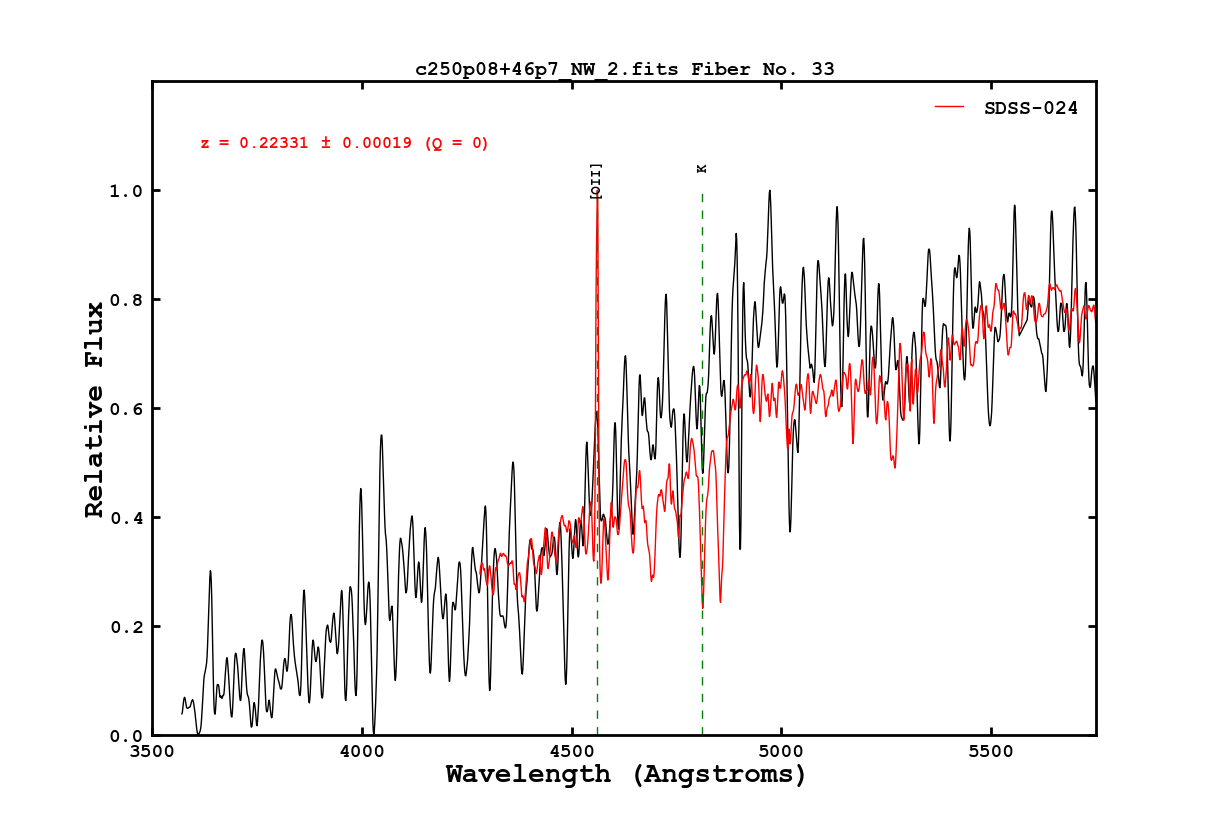 c250p08+46p7_NW_2.fits Fiber No. 33
SDSS-024
z = 0.22331 ± 0.00019 (Q = 0)
[OII]
K
1.0
0.8
0.6
0.4
0.2
0.0
Relative Flux
3500 4000 4500 5000 5500
Wavelength (Angstroms)